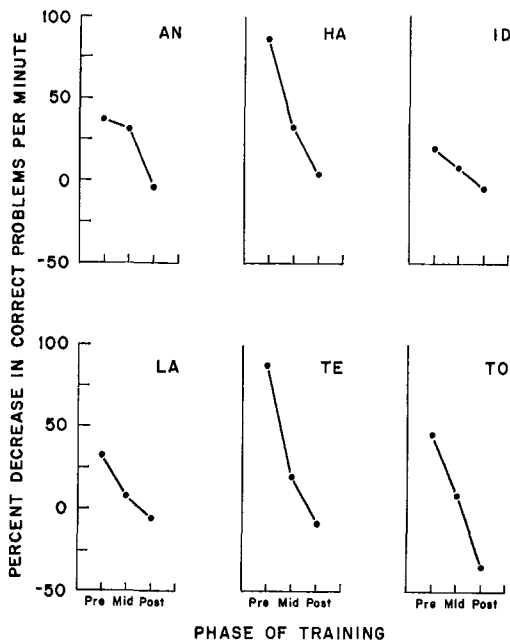 PERCENT DECREASE IN CORRECT PROBLEMS PER MINUTE
AN
HA
ID
100
50
0
-50
LA
TE
TO
100
50
0
-50
Pre Mid Post
Pre Mid Post
Pre Mid Post
PHASE OF TRAINING